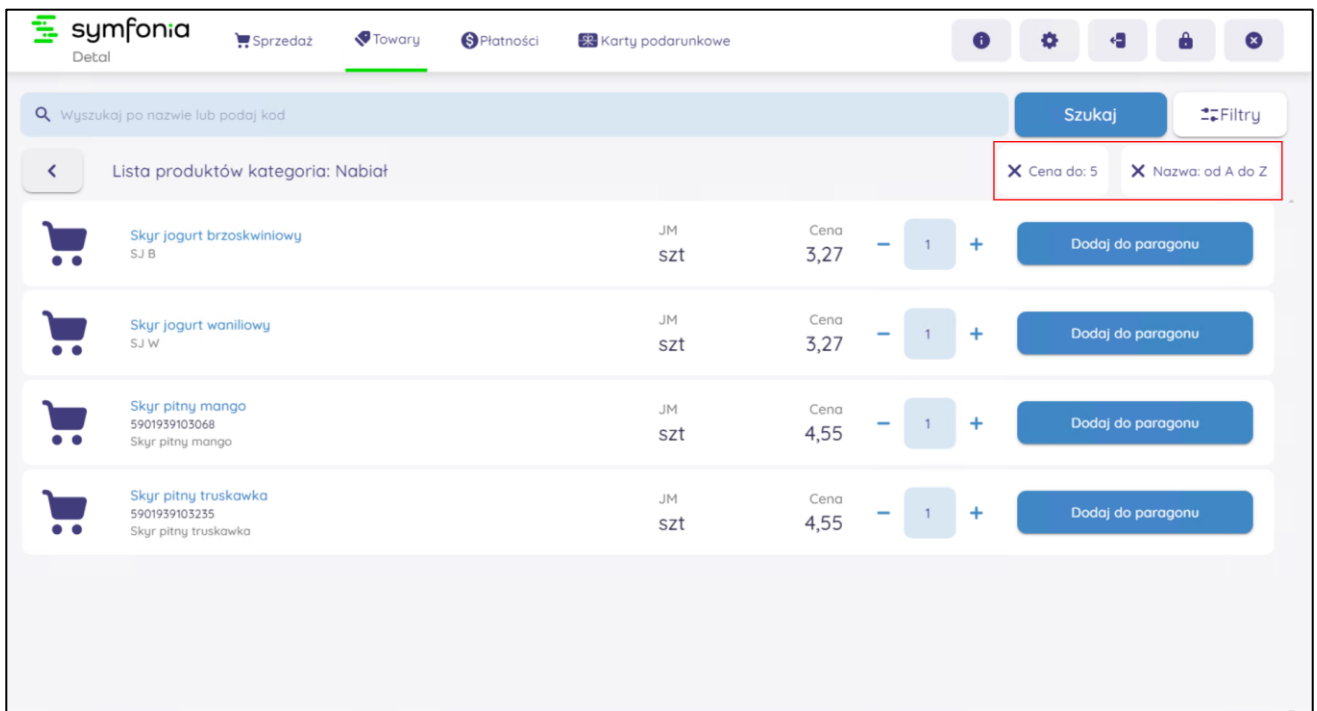 symfonia
Detal
Sprzedaż
Towary
Płatności
Karty podarunkowe
Wyszukaj po nazwie lub podaj kod
Szukaj
Filtry
Lista produktów kategoria: Nabiał
Cena do: 5
Nazwa: od A do Z
Skyr jogurt brzoskwiniowy
SJ B
JM
szt
Cena
3,27
1
Dodaj do paragonu
Skyr jogurt waniliowy
SJ W
JM
szt
Cena
3,27
1
Dodaj do paragonu
Skyr pitny mango
5901939103068
Skyr pitny mango
JM
szt
Cena
4,55
1
Dodaj do paragonu
Skyr pitny truskawka
5901939103235
Skyr pitny truskawka
JM
szt
Cena
4,55
1
Dodaj do paragonu